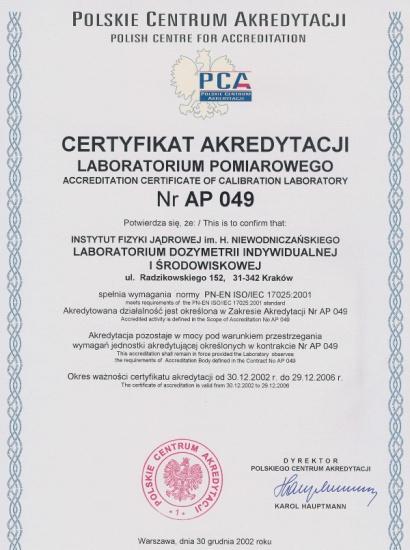 POLSKIE CENTRUM AKREDYTACJI
POLISH CENTRE FOR ACCREDITATION
PCA
POLSKIE CENTRUM
AKREDYTACJI
CERTYFIKAT AKREDYTACJI
LABORATORIUM POMIAROWEGO
ACCREDITATION CERTIFICATE OF CALIBRATION LABORATORY
Nr AP 049
Potwierdza się, że: / This is to confirm that:
INSTYTUT FIZYKI JĄDROWEJ im. H. NIEWODNICZAŃSKIEGO
LABORATORIUM DOZYMETRII INDYWIDUALNEJ
I ŚRODOWISKOWEJ
ul. Radzikowskiego 152, 31-342 Kraków
spełnia wymagania normy PN-EN ISO/IEC 17025:2001
meets requirements of the PN-EN ISO/IEC 17025:2001 standard
Akredytowana działalność jest określona w Zakresie Akredytacji Nr AP 049
Accredited activity is defined in the Scope of Accreditation No AP 049
Akredytacja pozostaje w mocy pod warunkiem przestrzegania
wymagań jednostki akredytującej określonych w kontrakcie Nr AP 049
This accreditation shall remain in force provided the Laboratory observes
the requirements of Accreditation Body defined in the Contract No AP 049
Okres ważności certyfikatu akredytacji od 30.12.2002 r. do 29.12.2006 r.
The certificate of accreditation is valid from 30.12.2002 to 29.12.2006
POLSKIE CENTRUM AKREDYTACJI
* 1 *
DYREKTOR
POLSKIEGO CENTRUM AKREDYTACJI
KAROL HAUPTMANN
Warszawa, dnia 30 grudnia 2002 roku